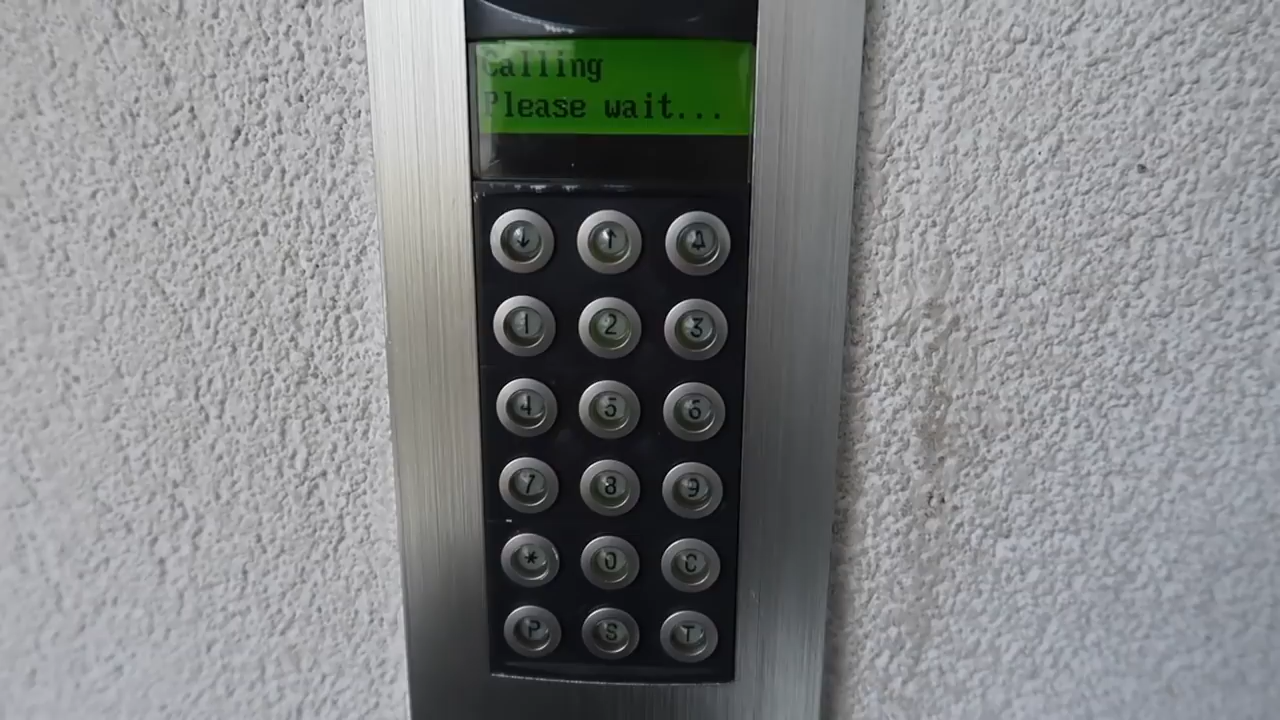 Calling
Please wait...
↓ ↑
1 2 3
4 5 6
7 8 9
* 0 C
P S T